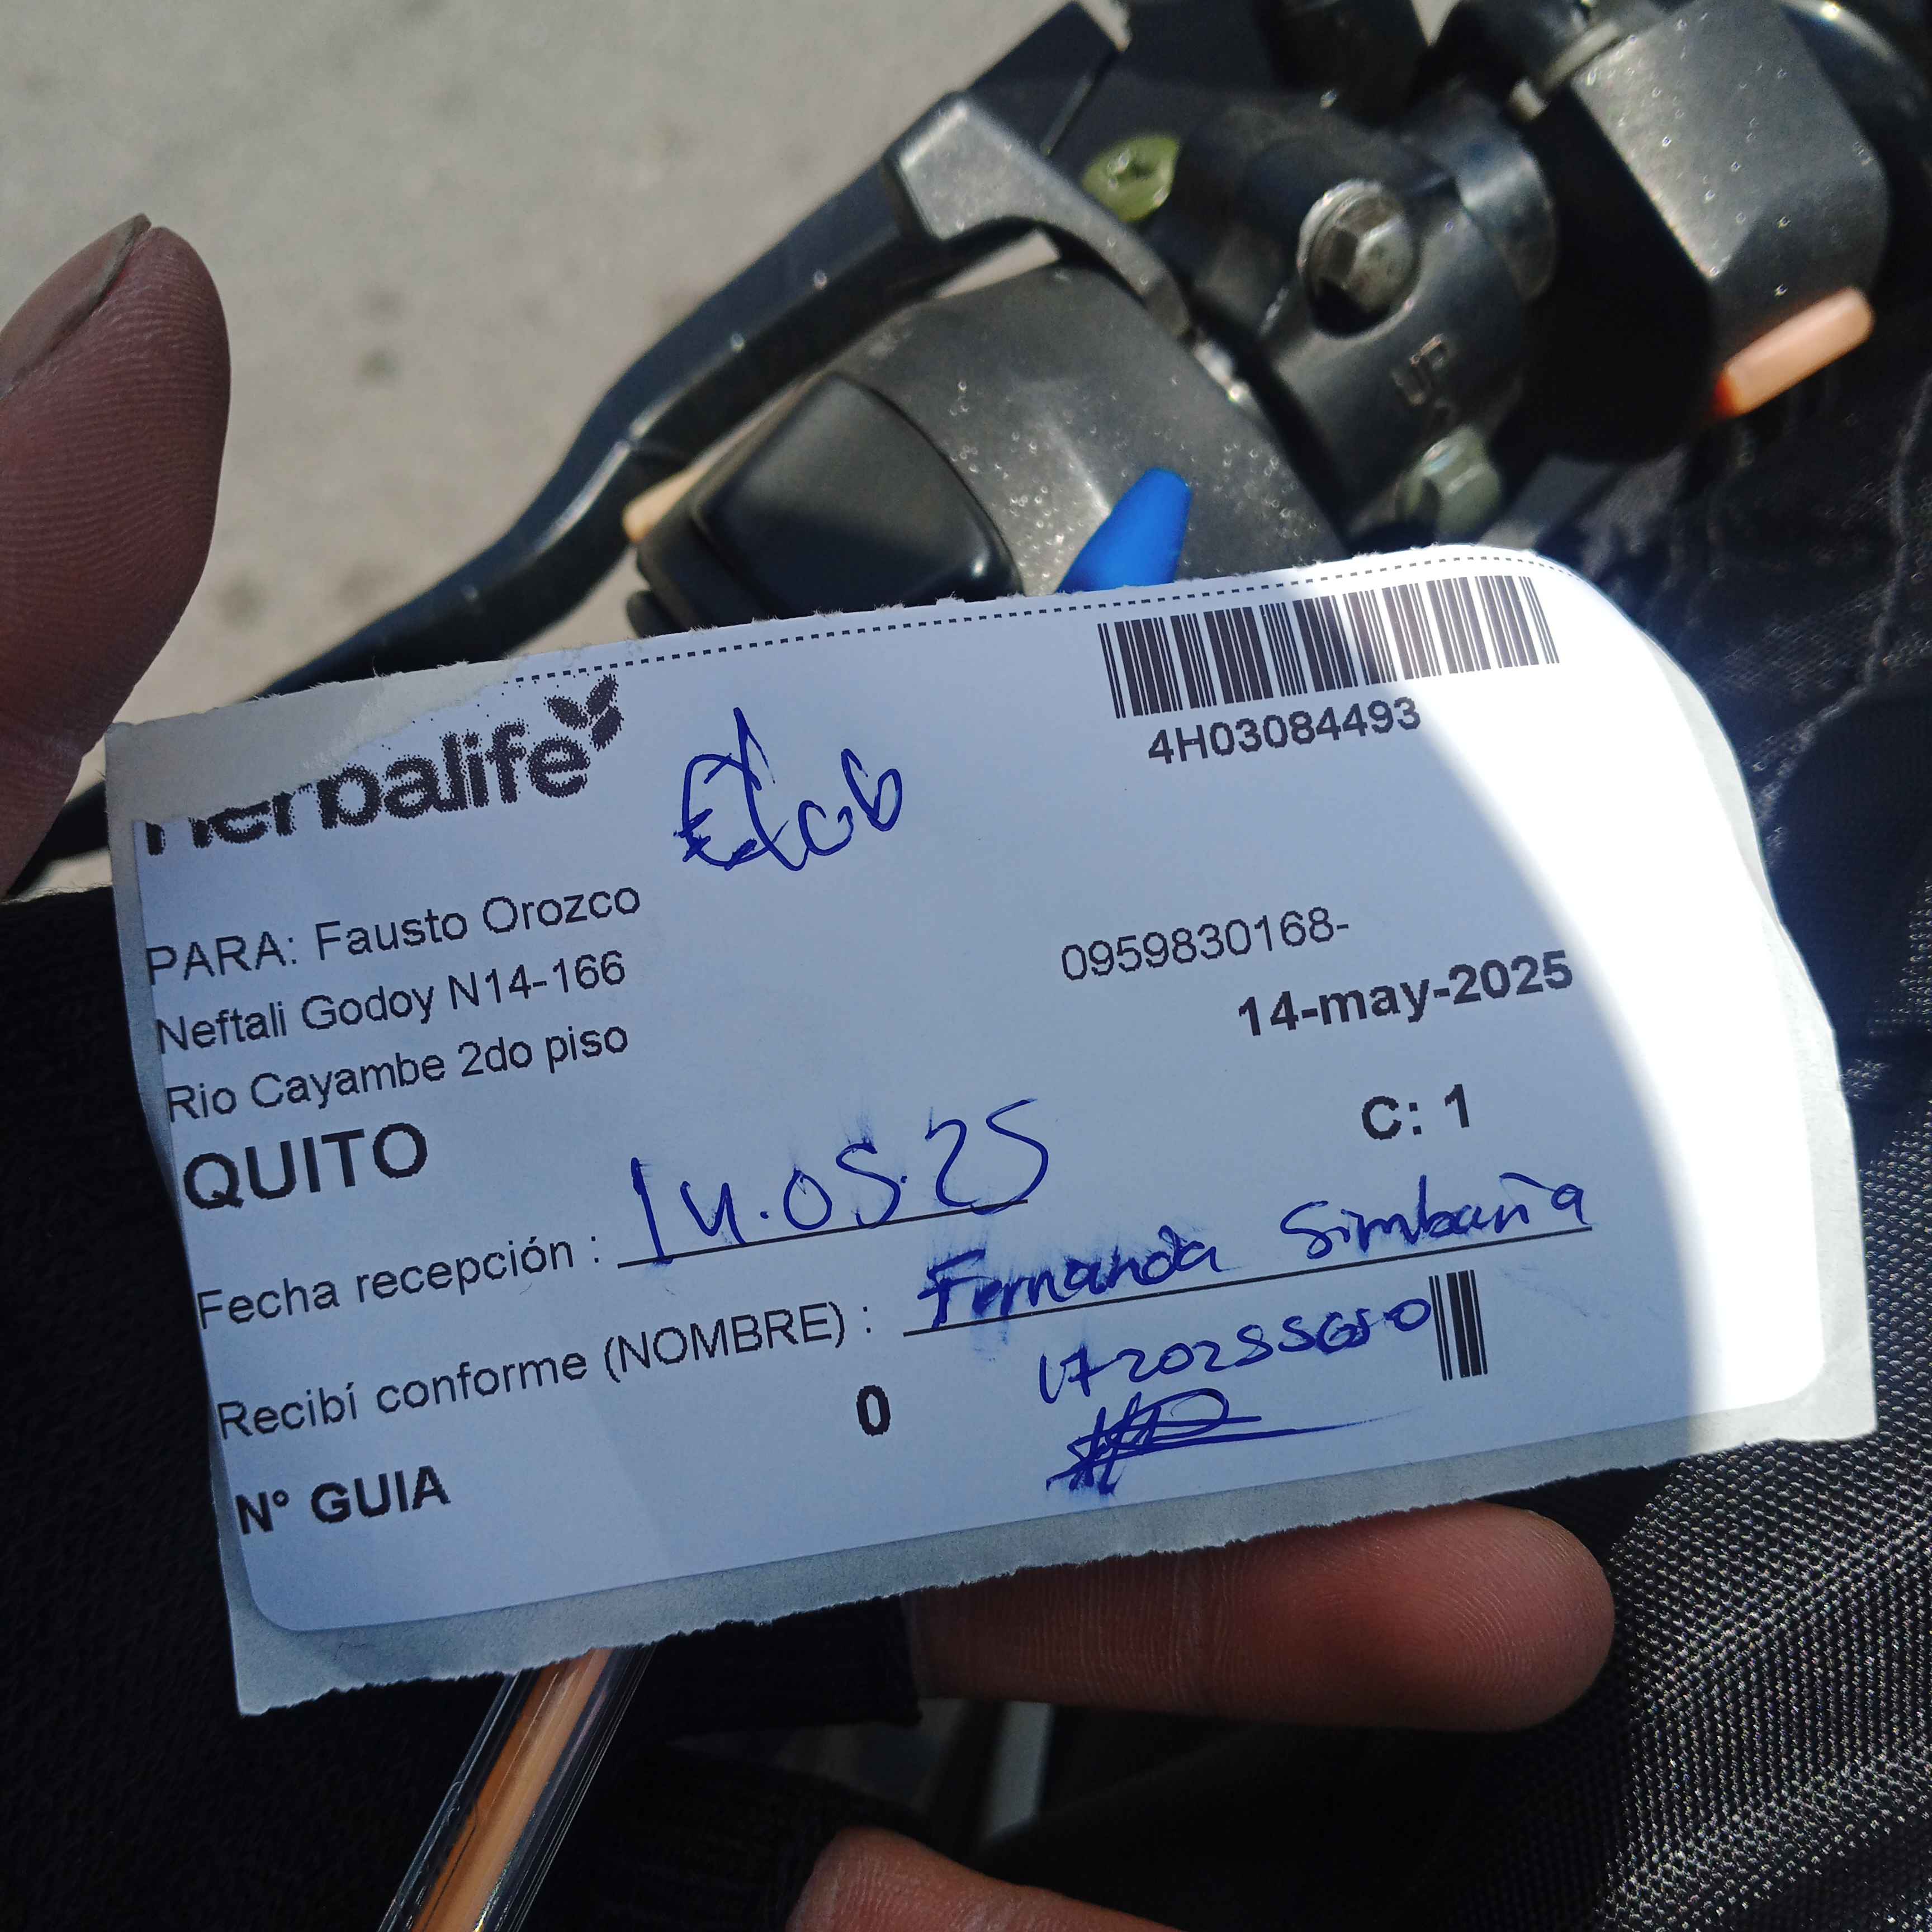 Herbalife
4H03084493
PARA: Fausto Orozco
0959830168-
Neftali Godoy N14-166
14-may-2025
Rio Cayambe 2do piso
QUITO
C: 1
Fecha recepción : 14.05.25
Recibí conforme (NOMBRE) : Fernanda Simbaña
N° GUIA
0